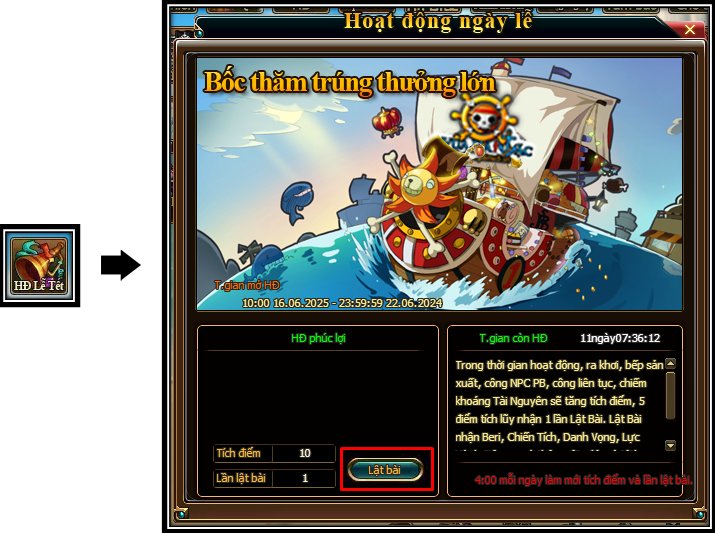 Hoạt động ngày lễ
Bốc thăm trúng thưởng lớn
HĐ Lễ Tết
T.gian mở HĐ
10:00 16.06.2025 - 23:59:59 22.06.2024
HĐ phúc lợi
Tích điểm 10
Lần lật bài 1
Lật bài
T.gian còn HĐ 11ngày07:36:12
Trong thời gian hoạt động, ra khơi, bếp sản
xuất, công NPC PB, công liên tục, chiếm
khoáng Tài Nguyên sẽ tăng tích điểm, 5
điểm tích lũy nhận 1 lần Lật Bài. Lật Bài
nhận Beri, Chiến Tích, Danh Vọng, Lực
4:00 mỗi ngày làm mới tích điểm và lần lật bài.